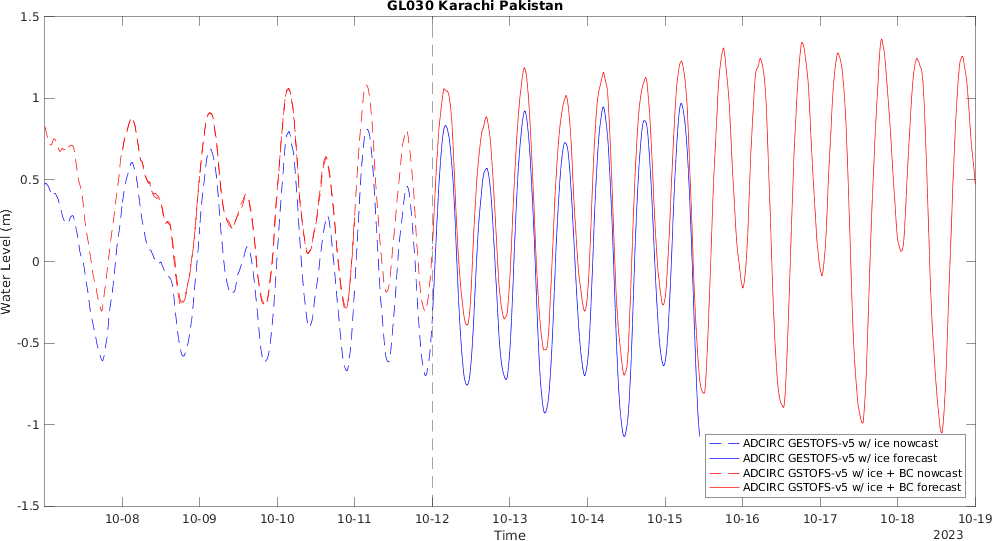 GL030 Karachi Pakistan
1.5
1
0.5
0
-0.5
-1
-1.5
Water Level (m)
ADCIRC GESTOFS-v5 w/ ice nowcast
ADCIRC GESTOFS-v5 w/ ice forecast
ADCIRC GSTOFS-v5 w/ ice + BC nowcast
ADCIRC GSTOFS-v5 w/ ice + BC forecast
10-08 10-09 10-10 10-11 10-12 10-13 10-14 10-15 10-16 10-17 10-18 10-19
Time
2023